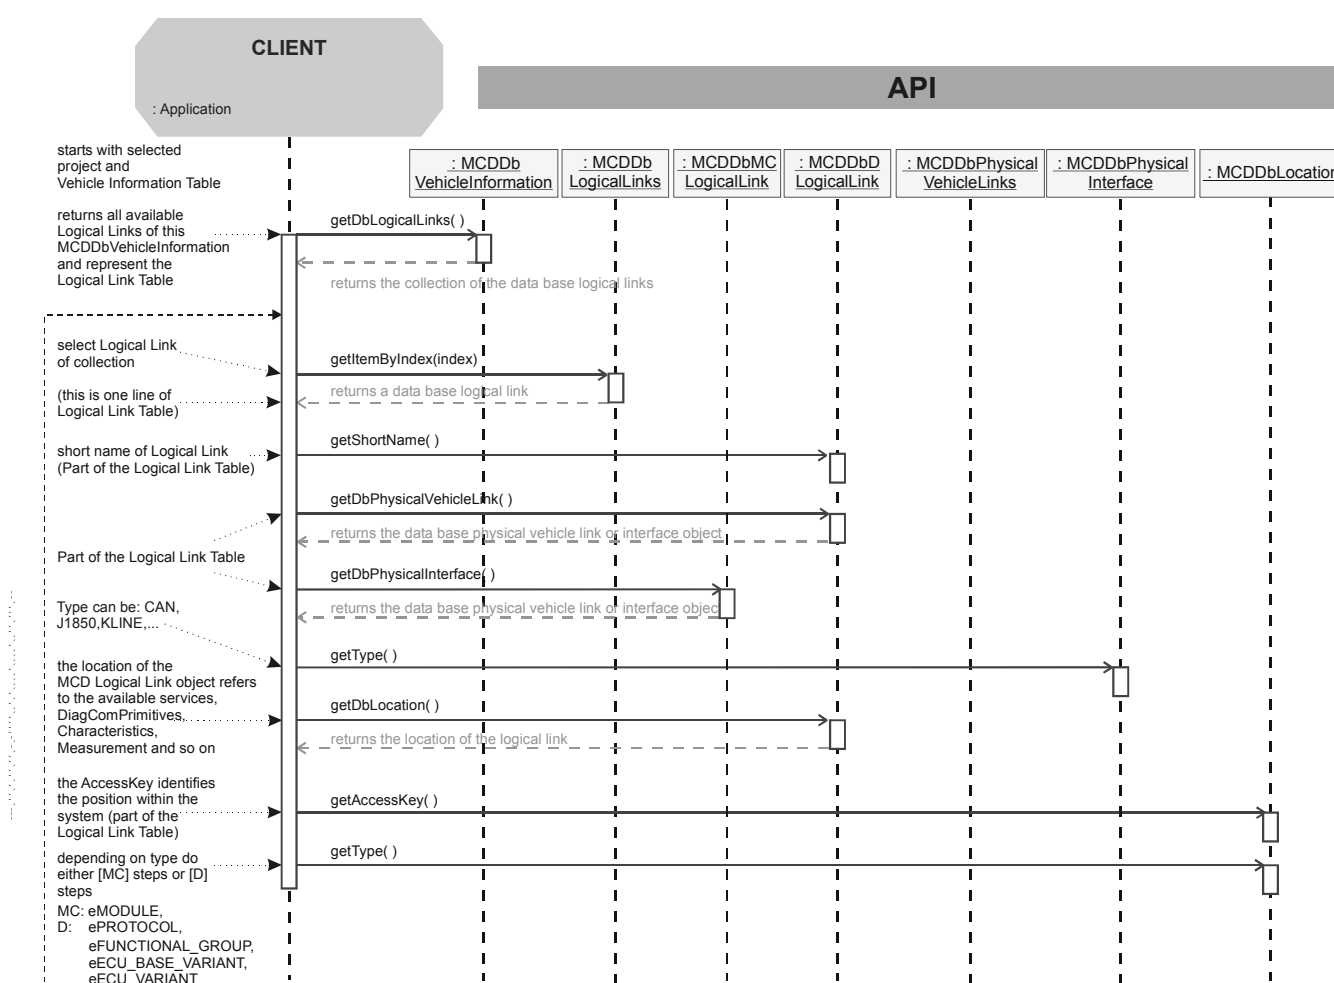 CLIENT
: Application
API
starts with selected
project and
Vehicle Information Table
: MCDDb
VehicleInformation
: MCDDb
LogicalLinks
: MCDDbMC
LogicalLink
: MCDDbD
LogicalLink
: MCDDbPhysical
VehicleLinks
: MCDDbPhysical
Interface
: MCDDbLocation
returns all available
Logical Links of this
MCDDbVehicleInformation
and represent the
Logical Link Table
getDbLogicalLinks( )
returns the collection of the data base logical links
select Logical Link
of collection
getItemByIndex(index)
(this is one line of
Logical Link Table)
returns a data base logical link
short name of Logical Link
(Part of the Logical Link Table)
getShortName( )
getDbPhysicalVehicleLink( )
returns the data base physical vehicle link or interface object
Part of the Logical Link Table
getDbPhysicalInterface( )
returns the data base physical vehicle link or interface objec
Type can be: CAN,
J1850,KLINE,...
getType( )
the location of the
MCD Logical Link object refers
to the available services,
DiagComPrimitives,
Characteristics,
Measurement and so on
getDbLocation( )
returns the location of the logical link
the AccessKey identifies
the position within the
system (part of the
Logical Link Table)
getAccessKey( )
depending on type do
either [MC] steps or [D]
steps
getType( )
MC: eMODULE,
D: ePROTOCOL,
eFUNCTIONAL_GROUP,
eECU_BASE_VARIANT,
eECU_VARIANT